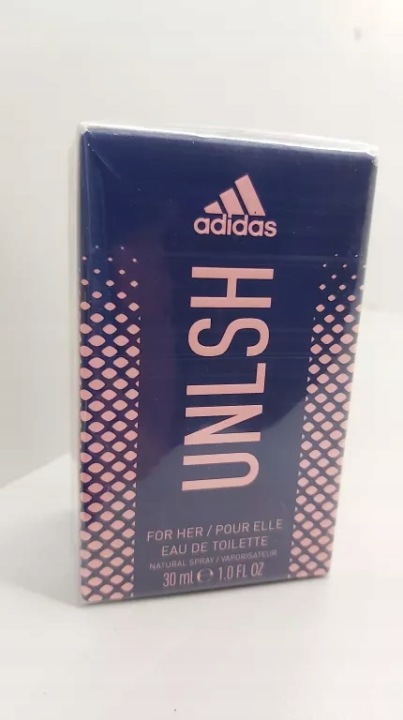 adidas
UNLSH
FOR HER / POUR ELLE
EAU DE TOILETTE
NATURAL SPRAY / VAPORISATEUR
30 ml ℮ 1.0 FL OZ